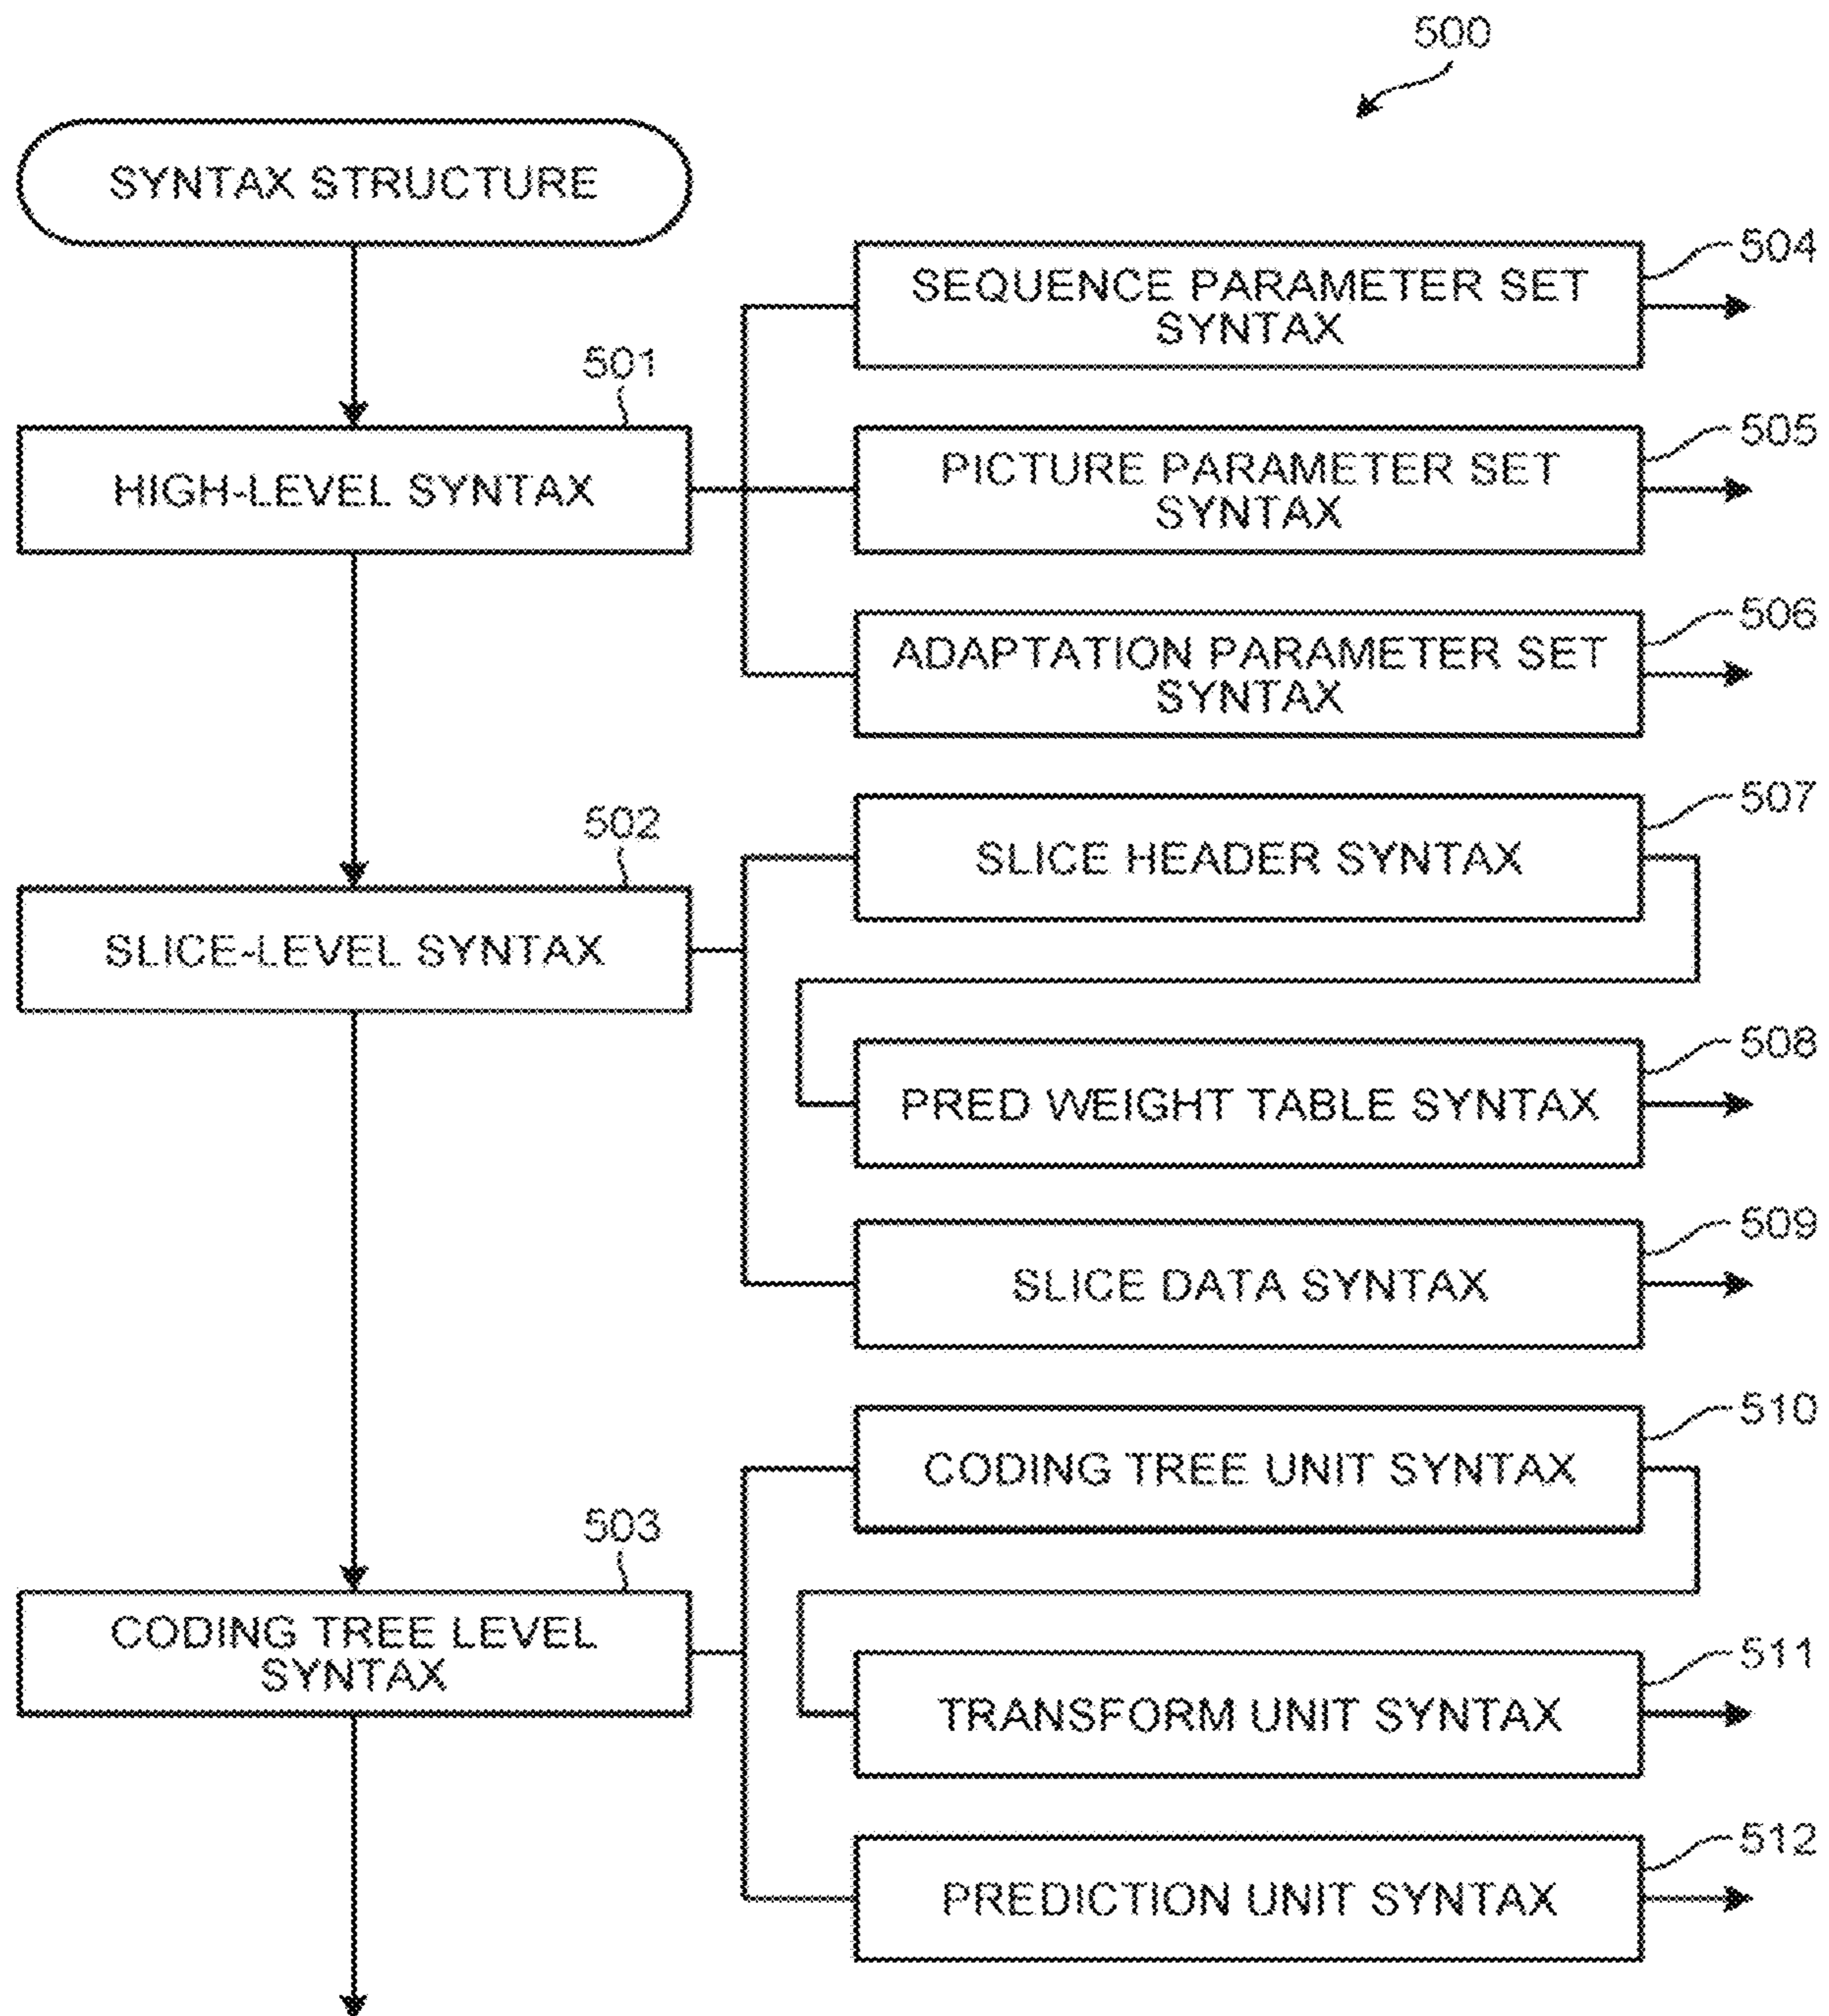 500
SYNTAX STRUCTURE
504
SEQUENCE PARAMETER SET
SYNTAX
501
HIGH-LEVEL SYNTAX
505
PICTURE PARAMETER SET
SYNTAX
506
ADAPTATION PARAMETER SET
SYNTAX
507
SLICE HEADER SYNTAX
502
SLICE-LEVEL SYNTAX
508
PRED WEIGHT TABLE SYNTAX
509
SLICE DATA SYNTAX
510
CODING TREE UNIT SYNTAX
503
CODING TREE LEVEL
SYNTAX
511
TRANSFORM UNIT SYNTAX
512
PREDICTION UNIT SYNTAX